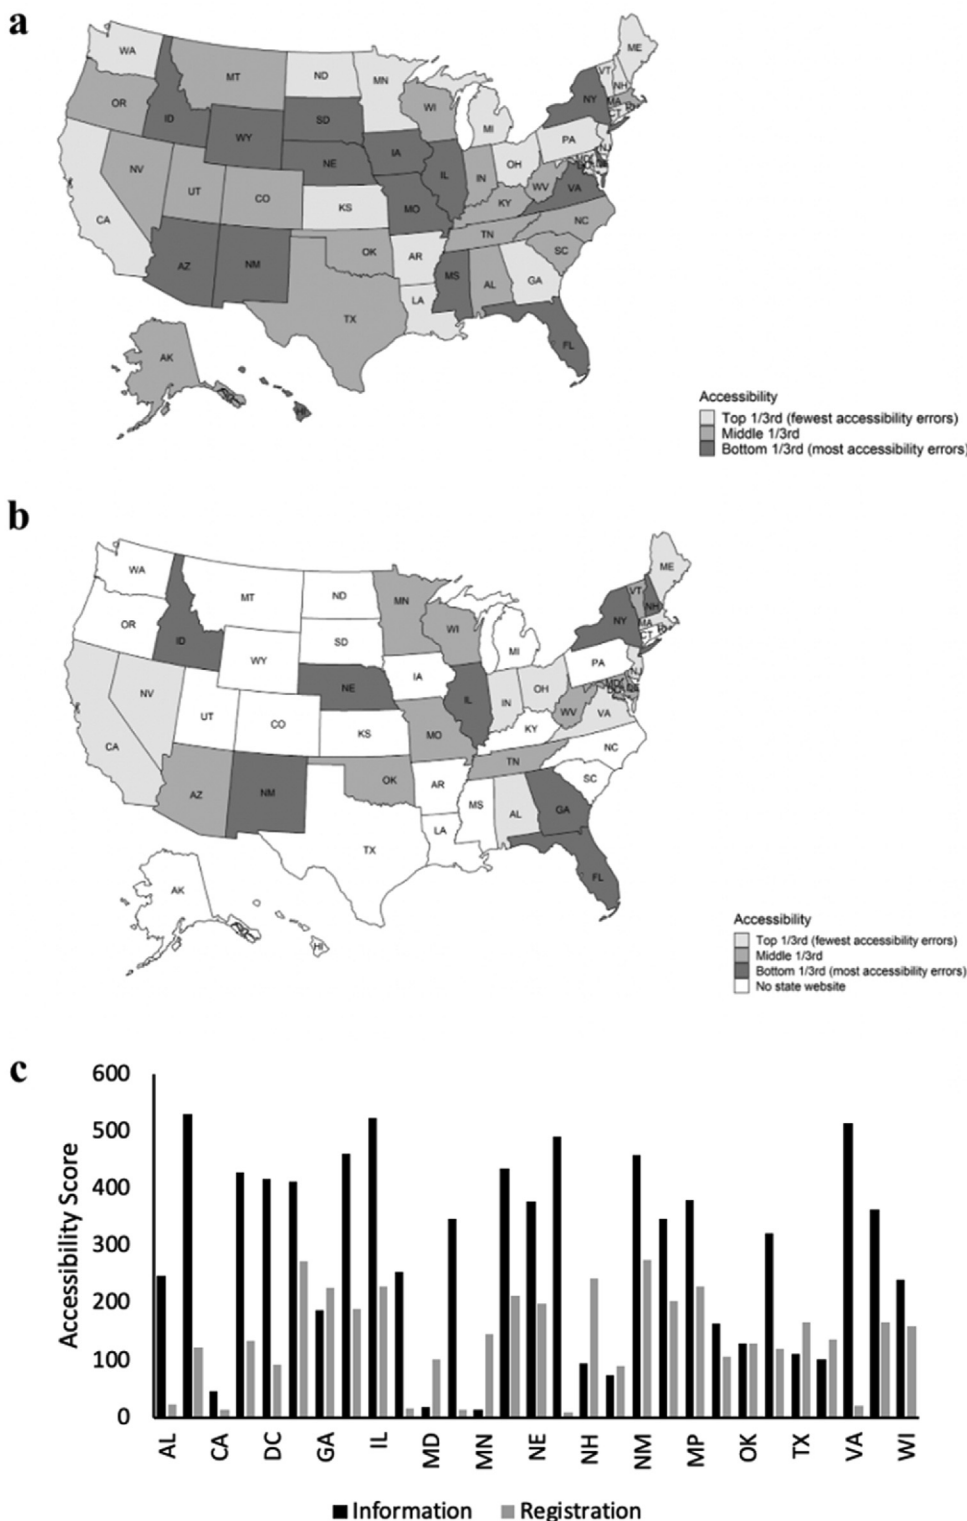 a
WA
MT
ND
MN
ME
VT
NH
OR
ID
SD
WI
NY
MA
CT
WY
MI
PA
NJ
NV
NE
IA
IL
IN
OH
UT
CO
KS
MO
WV
VA
KY
CA
NC
TN
AZ
NM
OK
AR
SC
MS
AL
GA
LA
TX
AK
FL
HI
Accessibility
Top 1/3rd (fewest accessibility errors)
Middle 1/3rd
Bottom 1/3rd (most accessibility errors)
b
WA
MT
ND
MN
ME
VT
NH
OR
ID
SD
WI
NY
MA
CT
WY
MI
PA
NJ
NV
NE
IA
IL
IN
OH
MD
UT
CO
KS
MO
WV
VA
KY
CA
NC
TN
AZ
NM
OK
AR
SC
MS
AL
GA
LA
TX
AK
FL
HI
Accessibility
Top 1/3rd (fewest accessibility errors)
Middle 1/3rd
Bottom 1/3rd (most accessibility errors)
No state website
c
Accessibility Score
600
500
400
300
200
100
0
AL CA DC GA IL MD MN NE NH NM MP OK TX VA WI
Information Registration